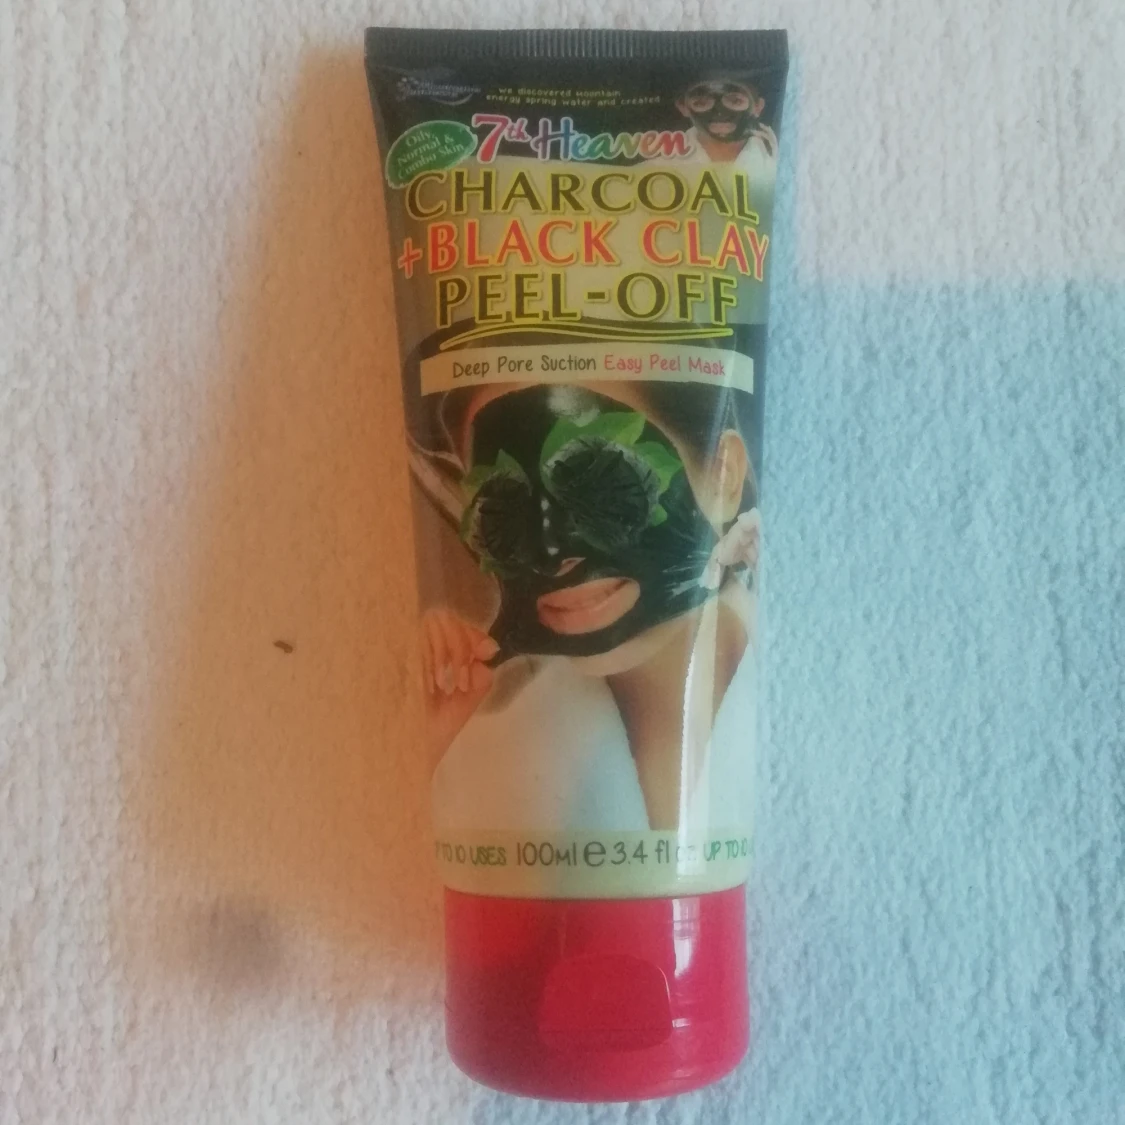 we discovered mountain
energy spring water and created
7th Heaven
Oily,
Normal &
Combo Skin
CHARCOAL
+BLACK CLAY
PEEL-OFF
Deep Pore Suction Easy Peel Mask
TO 10 USES 100ml e 3.4 fl oz UP TO 10